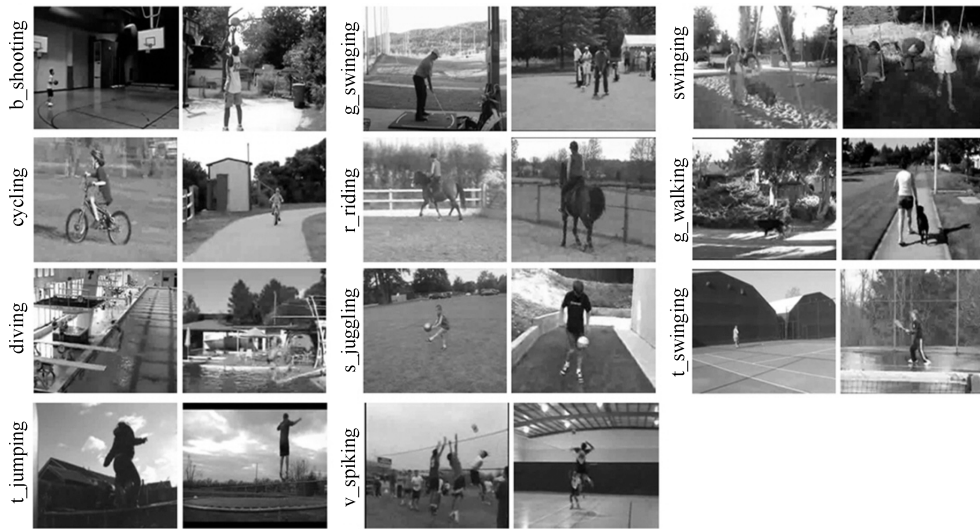 b_shooting
g_swinging
swinging
cycling
r_riding
g_walking
diving
s_juggling
t_swinging
t_jumping
v_spiking